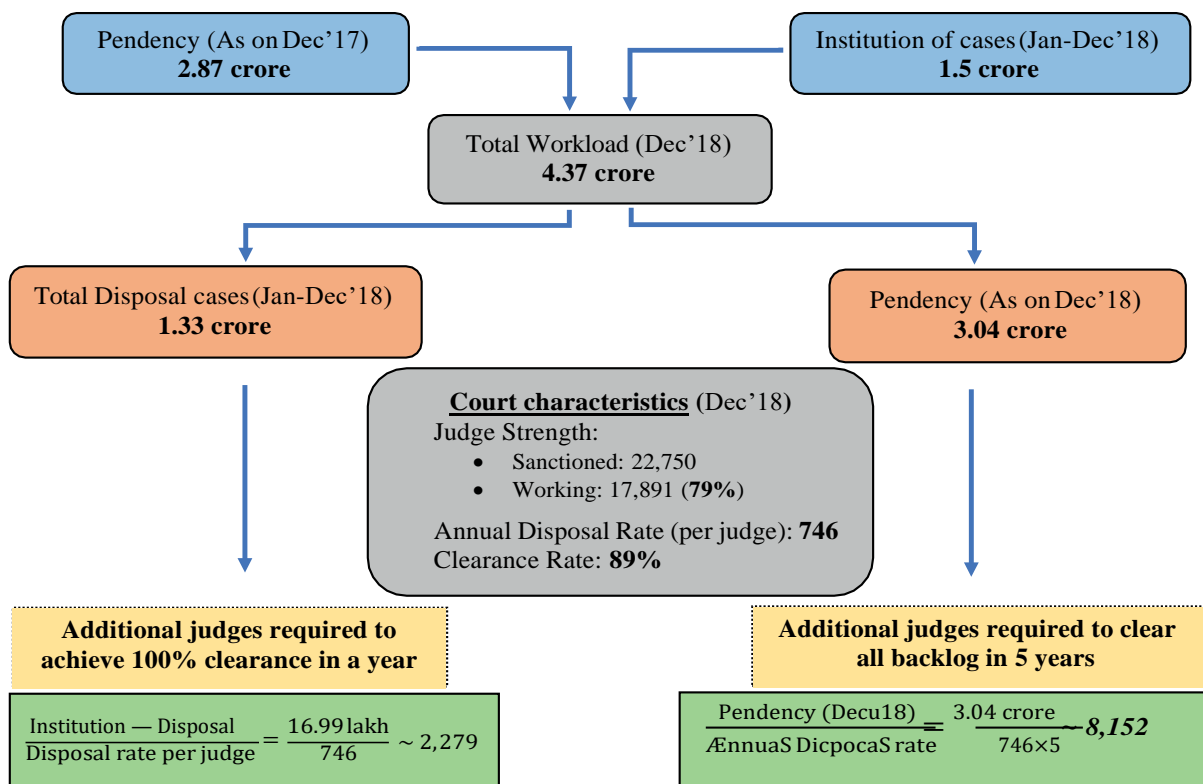 Pendency (As on Dec’17)
2.87 crore
Institution of cases (Jan-Dec’18)
1.5 crore
Total Workload (Dec’18)
4.37 crore
Total Disposal cases (Jan-Dec’18)
1.33 crore
Pendency (As on Dec’18)
3.04 crore
Court characteristics (Dec’18)
Judge Strength:
• Sanctioned: 22,750
• Working: 17,891 (79%)
Annual Disposal Rate (per judge): 746
Clearance Rate: 89%
Additional judges required to
achieve 100% clearance in a year
Institution — Disposal
Disposal rate per judge
=
16.99 lakh
746
~ 2,279
Additional judges required to clear
all backlog in 5 years
Pendency (Decu18)
ÆnnuaS DicpocaS rate
=
3.04 crore
746×5
~ 8,152